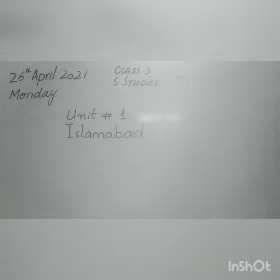 26th April 2021
Monday
CLASS 3
S. STUDIES
Unit # 1
Islamabad
InShOt